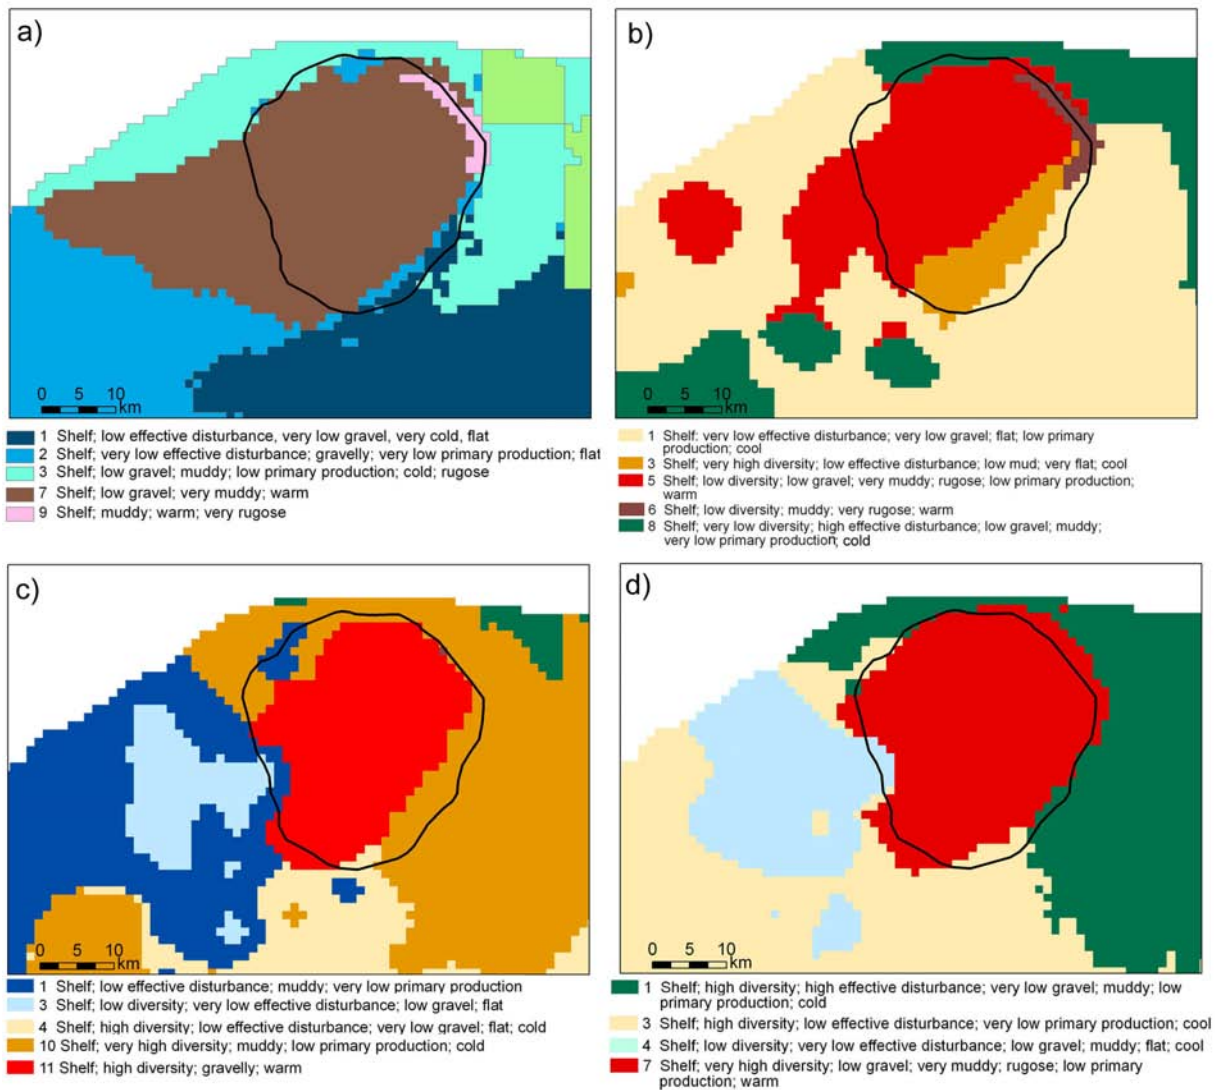 a)
0 5 10
km
1 Shelf; low effective disturbance, very low gravel, very cold, flat
2 Shelf; very low effective disturbance; gravelly; very low primary production; flat
3 Shelf; low gravel; muddy; low primary production; cold; rugose
7 Shelf; low gravel; very muddy; warm
9 Shelf; muddy; warm; very rugose
b)
0 5 10
km
1 Shelf: very low effective disturbance; very low gravel; flat; low primary
production; cool
3 Shelf; very high diversity; low effective disturbance; low mud; very flat; cool
5 Shelf; low diversity; low gravel; very muddy; rugose; low primary production;
warm
6 Shelf; low diversity; muddy; very rugose; warm
8 Shelf; very low diversity; high effective disturbance; low gravel; muddy;
very low primary production; cold
c)
0 5 10
km
1 Shelf; low effective disturbance; muddy; very low primary production
3 Shelf; low diversity; very low effective disturbance; low gravel; flat
4 Shelf; high diversity; low effective disturbance; very low gravel; flat; cold
10 Shelf; very high diversity; muddy; low primary production; cold
11 Shelf; high diversity; gravelly; warm
d)
0 5 10
km
1 Shelf; high diversity; high effective disturbance; very low gravel; muddy; low
primary production; cold
3 Shelf; high diversity; low effective disturbance; very low primary production; cool
4 Shelf; low diversity; very low effective disturbance; low gravel; muddy; flat; cool
7 Shelf; very high diversity; low gravel; very muddy; rugose; low primary
production; warm